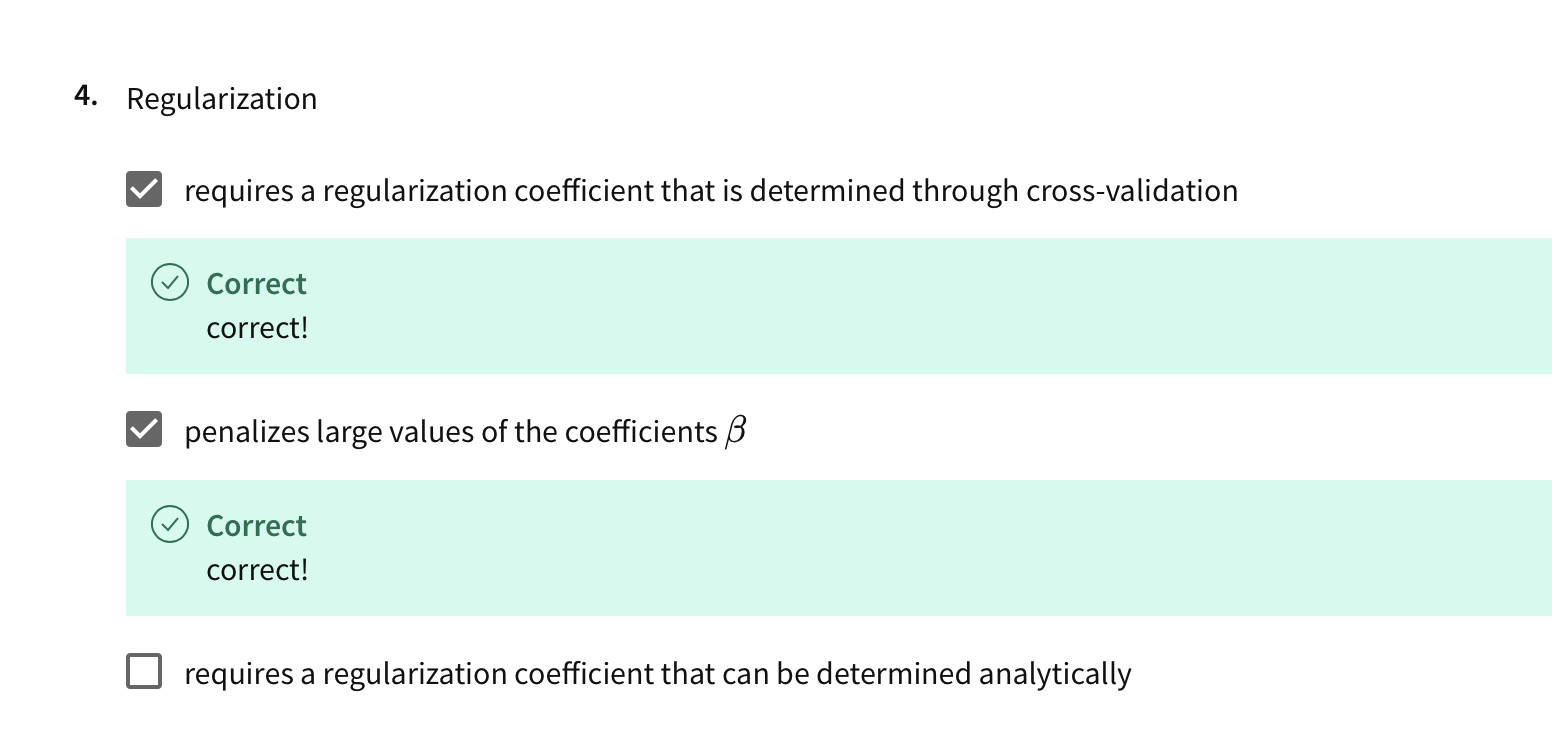 4. Regularization
requires a regularization coefficient that is determined through cross-validation
Correct
correct!
penalizes large values of the coefficients β
Correct
correct!
requires a regularization coefficient that can be determined analytically